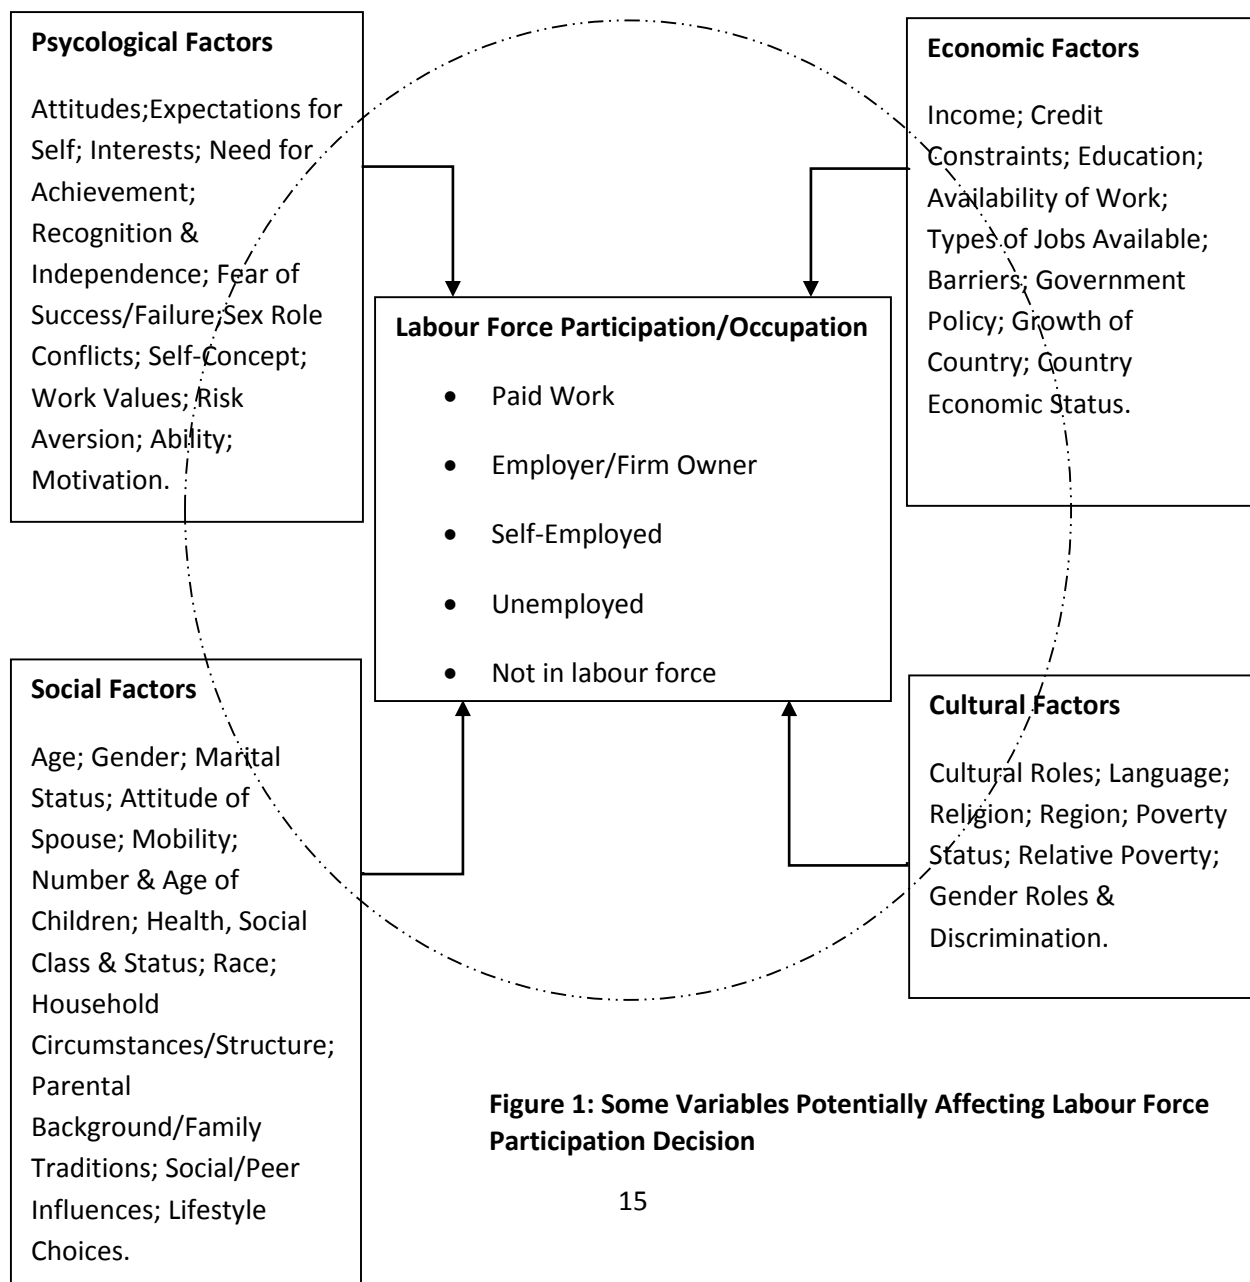 Psycological Factors
Attitudes;Expectations for
Self; Interests; Need for
Achievement;
Recognition &
Independence; Fear of
Success/Failure;Sex Role
Conflicts; Self-Concept;
Work Values; Risk
Aversion; Ability;
Motivation.
Economic Factors
Income; Credit
Constraints; Education;
Availability of Work;
Types of Jobs Available;
Barriers; Government
Policy; Growth of
Country; Country
Economic Status.
Labour Force Participation/Occupation
• Paid Work
• Employer/Firm Owner
• Self-Employed
• Unemployed
• Not in labour force
Social Factors
Age; Gender; Marital
Status; Attitude of
Spouse; Mobility;
Number & Age of
Children; Health, Social
Class & Status; Race;
Household
Circumstances/Structure;
Parental
Background/Family
Traditions; Social/Peer
Influences; Lifestyle
Choices.
Cultural Factors
Cultural Roles; Language;
Religion; Region; Poverty
Status; Relative Poverty;
Gender Roles &
Discrimination.
Figure 1: Some Variables Potentially Affecting Labour Force
Participation Decision
15